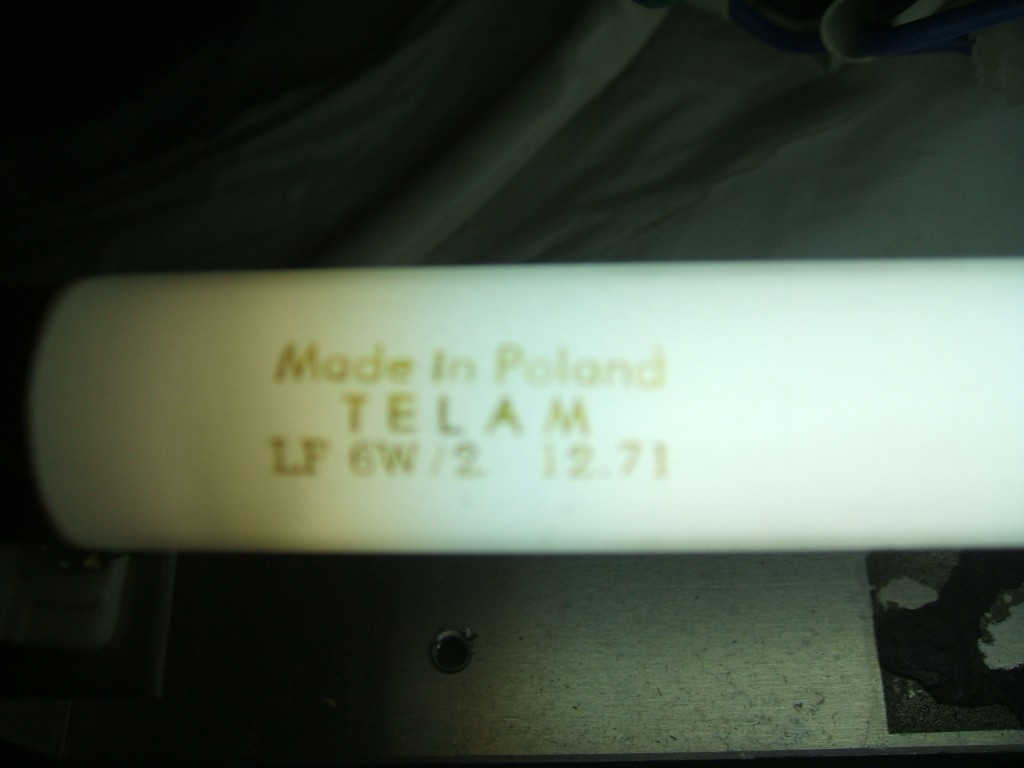 Made in Poland
TELAM
LF 6W/2 12.71